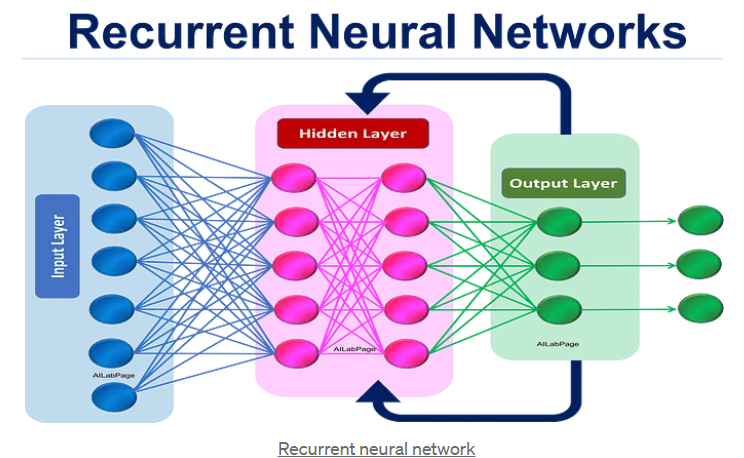 Recurrent Neural Networks
Hidden Layer
Output Layer
Input Layer
AILabPage
AILabPage
AILabPage
Recurrent neural network